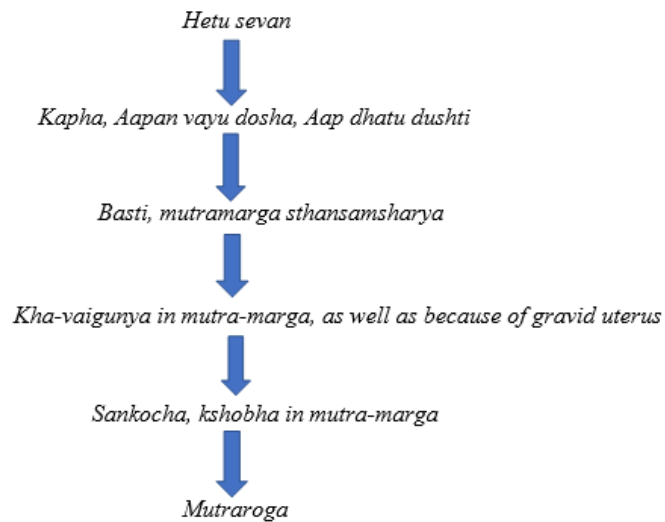 Hetu sevan
Kapha, Aapan vayu dosha, Aap dhatu dushti
Basti, mutramarga sthansamsharya
Kha-vaigunya in mutra-marga, as well as because of gravid uterus
Sankocha, kshobha in mutra-marga
Mutraroga